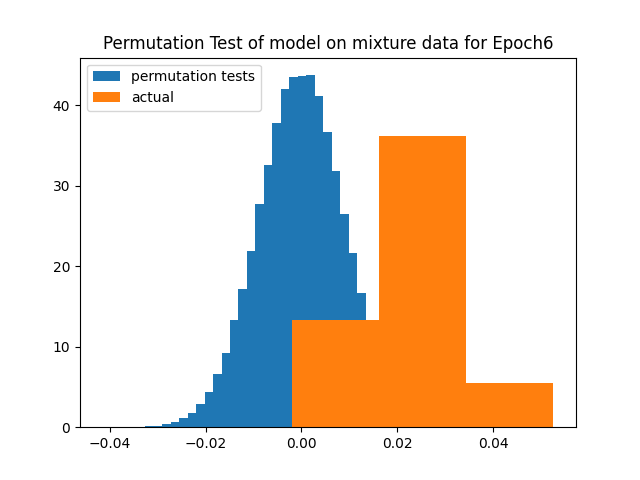 Permutation Test of model on mixture data for Epoch6
permutation tests
actual
40
30
20
10
0
−0.04 −0.02 0.00 0.02 0.04